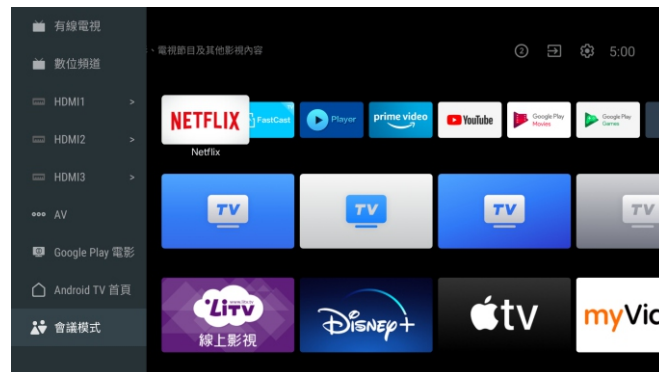 有線電視
數位頻道
HDMI1 >
HDMI2 >
HDMI3 >
AV
Google Play 電影
Android TV 首頁
會議模式
、電視節目及其他影視內容
2 5:00
NETFLIX
FastCast
Player
prime video
YouTube
Google Play Movies
Google Play Games
Netflix
TV
TV
TV
TV
LiTV
線上影視
Disney+
tv
myVid